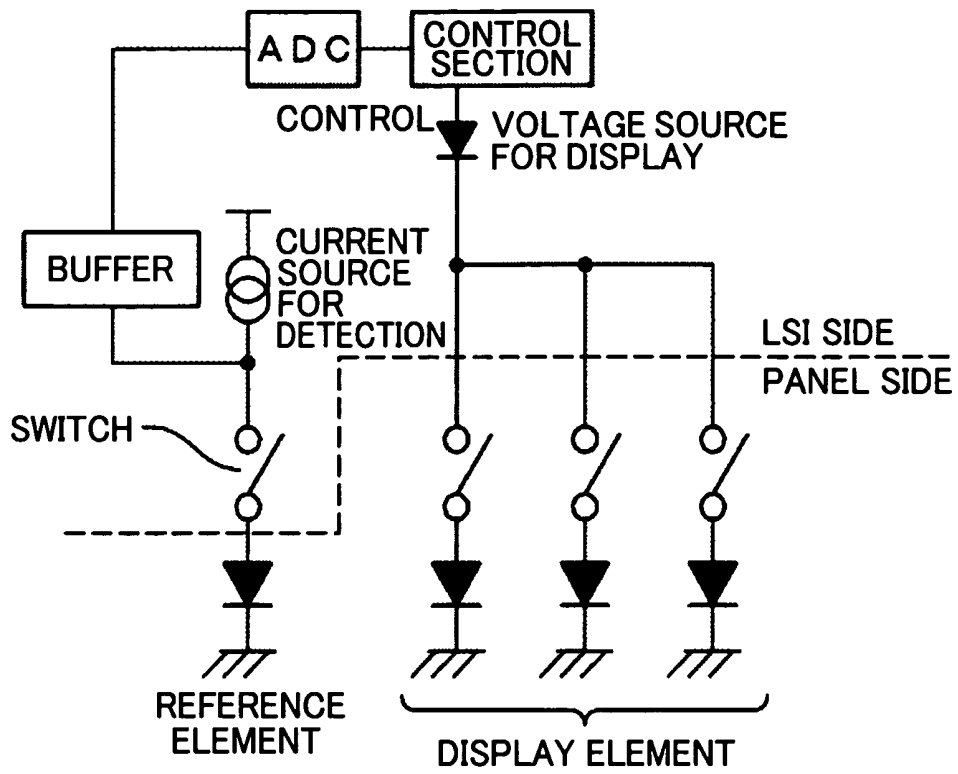 ADC
CONTROL
SECTION
CONTROL
VOLTAGE SOURCE
FOR DISPLAY
BUFFER
CURRENT
SOURCE
FOR
DETECTION
LSI SIDE
PANEL SIDE
SWITCH
REFERENCE
ELEMENT
DISPLAY ELEMENT